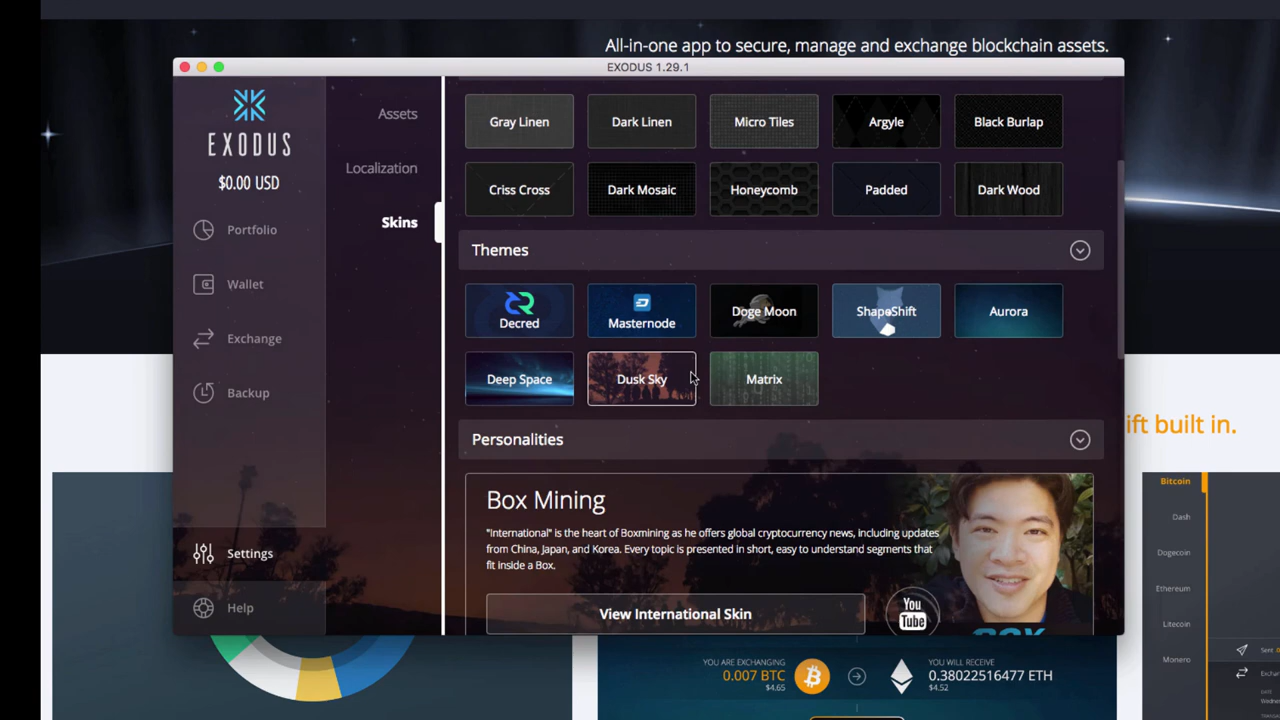 All-in-one app to secure, manage and exchange blockchain assets.
EXODUS 1.29.1
EXODUS
$0.00 USD
Portfolio
Wallet
Exchange
Backup
Settings
Help
Assets
Localization
Skins
Gray Linen
Dark Linen
Micro Tiles
Argyle
Black Burlap
Criss Cross
Dark Mosaic
Honeycomb
Padded
Dark Wood
Themes
Decred
Masternode
Doge Moon
ShapeShift
Aurora
Deep Space
Dusk Sky
Matrix
Personalities
Box Mining
"International" is the heart of Boxmining as he offers global cryptocurrency news, including updates
from China, Japan, and Korea. Every topic is presented in short, easy to understand segments that
fit inside a Box.
View International Skin
You
Tube
BOX
ift built in.
Bitcoin
Dash
Dogecoin
Ethereum
Litecoin
Monero
Sent
YOU ARE EXCHANGING
0.007 BTC
$4.65
YOU WILL RECEIVE
0.38022516477 ETH
$4.52